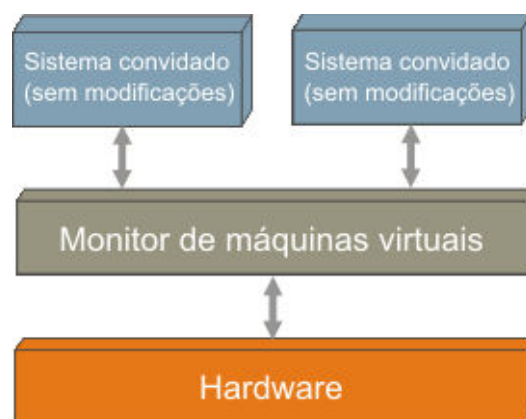 Sistema convidado
(sem modificações)
Sistema convidado
(sem modificações)
Monitor de máquinas virtuais
Hardware